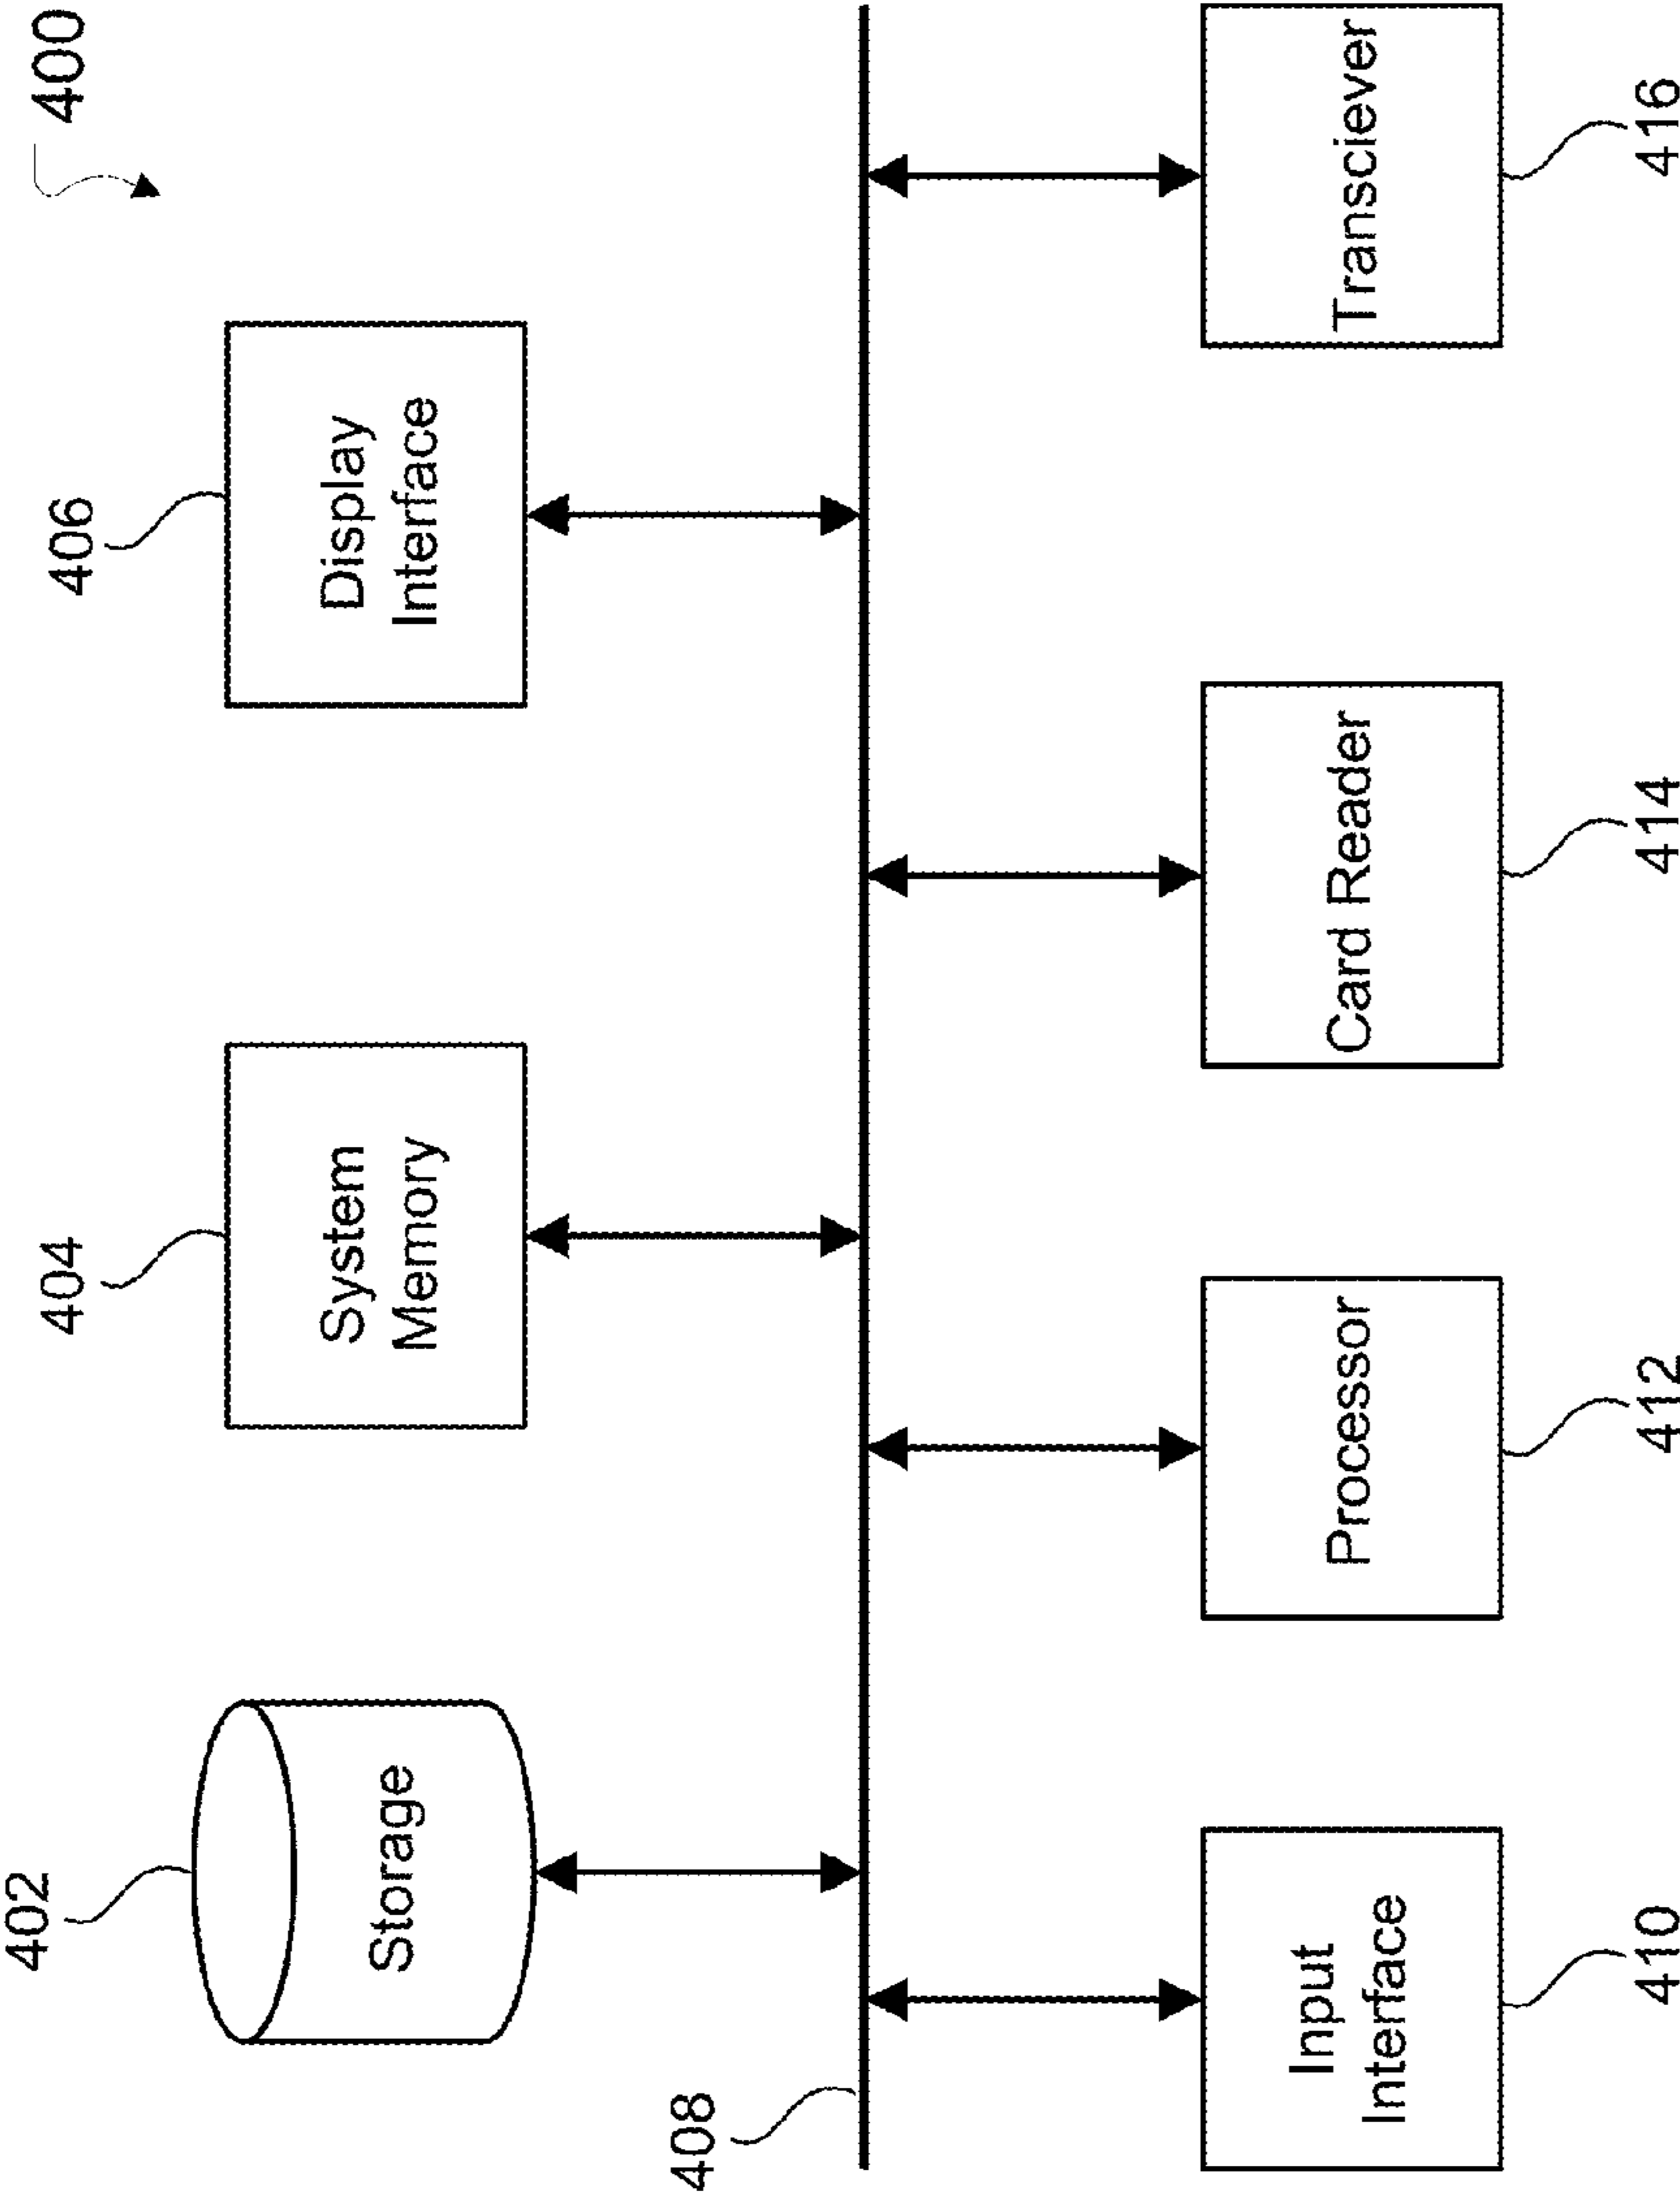 400
402
404
406
Storage
System
Memory
Display
Interface
408
Input
Interface
Processor
Card Reader
Transciever
410
412
414
416